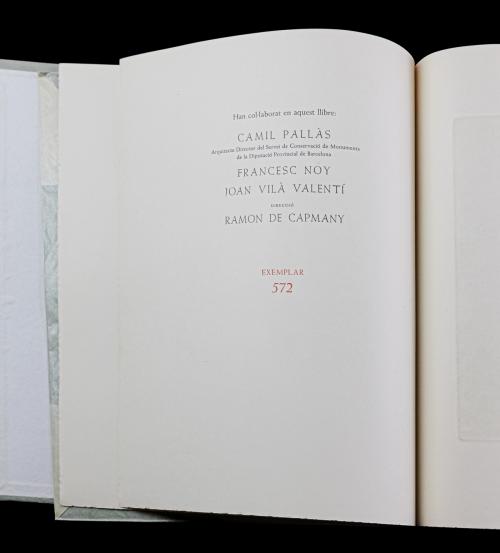 Han col·laborat en aquest llibre:
CAMIL PALLÀS
Arquitecte Director del Servei de Conservació de Monuments
de la Diputació Provincial de Barcelona
FRANCESC NOY
JOAN VILÀ VALENTÍ
DIRECCIÓ
RAMON DE CAPMANY
EXEMPLAR
572